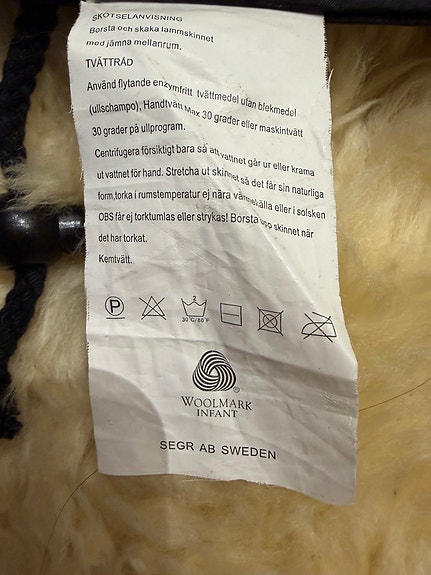 SKÖTSELANVISNING
Borsta och skaka lammskinnet
med jämna mellanrum.
TVÄTTRÅD
Använd flytande enzymfritt tvättmedel utan blekmedel
(ullschampo), Handtvätt Max 30 grader eller maskintvätt
30 grader på ullprogram.
Centrifugera försiktigt bara så att vattnet går ur eller krama
ut vattnet för hand. Stretcha ut skinnet så det får sin naturliga
form,torka i rumstemperatur ej nära värmekälla eller i solsken
OBS får ej torktumlas eller strykas! Borsta upp skinnet när
det har torkat.
Kemtvätt.
P 2 30°C/86°F
WOOLMARK
INFANT
SEGR AB SWEDEN